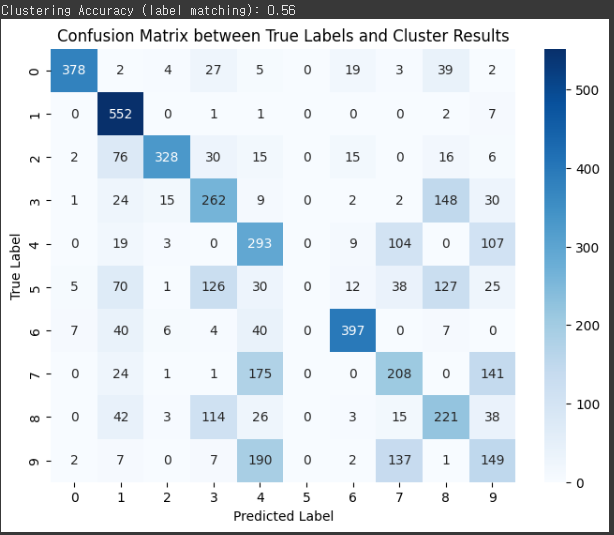 Clustering Accuracy (label matching): 0.56
Confusion Matrix between True Labels and Cluster Results
0 378 2 4 27 5 0 19 3 39 2
1 0 552 0 1 1 0 0 0 2 7
2 2 76 328 30 15 0 15 0 16 6
3 1 24 15 262 9 0 2 2 148 30
4 0 19 3 0 293 0 9 104 0 107
5 5 70 1 126 30 0 12 38 127 25
6 7 40 6 4 40 0 397 0 7 0
7 0 24 1 1 175 0 0 208 0 141
8 0 42 3 114 26 0 3 15 221 38
9 2 7 0 7 190 0 2 137 1 149
0 1 2 3 4 5 6 7 8 9
True Label
Predicted Label
500
400
300
200
100
0